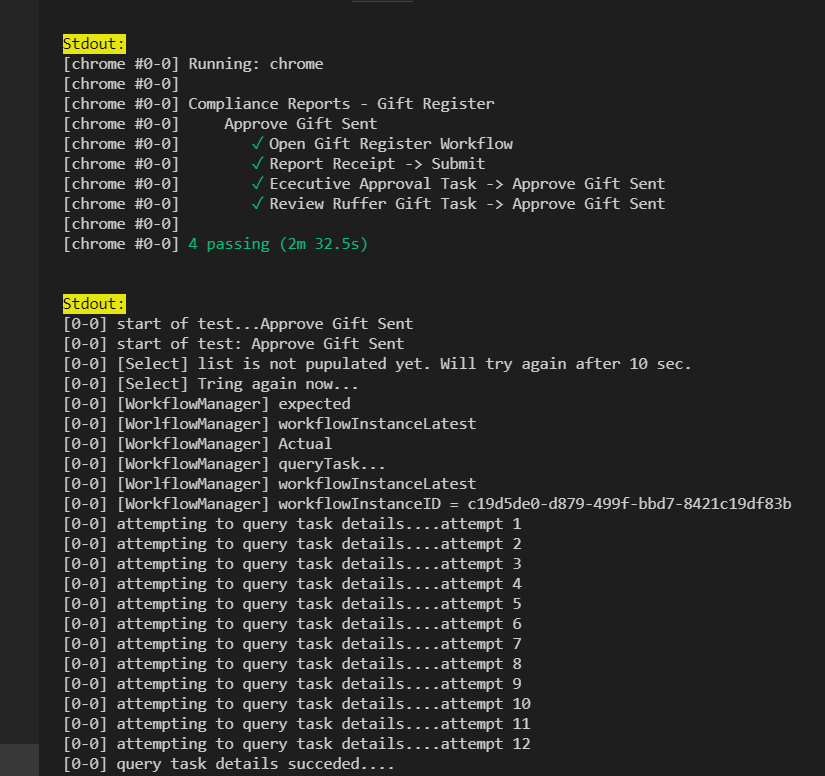 Stdout:
[chrome #0-0] Running: chrome
[chrome #0-0]
[chrome #0-0] Compliance Reports - Gift Register
[chrome #0-0]     Approve Gift Sent
[chrome #0-0]        ✓ Open Gift Register Workflow
[chrome #0-0]        ✓ Report Receipt -> Submit
[chrome #0-0]        ✓ Ececutive Approval Task -> Approve Gift Sent
[chrome #0-0]        ✓ Review Ruffer Gift Task -> Approve Gift Sent
[chrome #0-0]
[chrome #0-0] 4 passing (2m 32.5s)
Stdout:
[0-0] start of test...Approve Gift Sent
[0-0] start of test: Approve Gift Sent
[0-0] [Select] list is not pupulated yet. Will try again after 10 sec.
[0-0] [Select] Tring again now...
[0-0] [WorkflowManager] expected
[0-0] [WorlflowManager] workflowInstanceLatest
[0-0] [WorkflowManager] Actual
[0-0] [WorkflowManager] queryTask...
[0-0] [WorlflowManager] workflowInstanceLatest
[0-0] [WorkflowManager] workflowInstanceID = c19d5de0-d879-499f-bbd7-8421c19df83b
[0-0] attempting to query task details....attempt 1
[0-0] attempting to query task details....attempt 2
[0-0] attempting to query task details....attempt 3
[0-0] attempting to query task details....attempt 4
[0-0] attempting to query task details....attempt 5
[0-0] attempting to query task details....attempt 6
[0-0] attempting to query task details....attempt 7
[0-0] attempting to query task details....attempt 8
[0-0] attempting to query task details....attempt 9
[0-0] attempting to query task details....attempt 10
[0-0] attempting to query task details....attempt 11
[0-0] attempting to query task details....attempt 12
[0-0] query task details succeded....